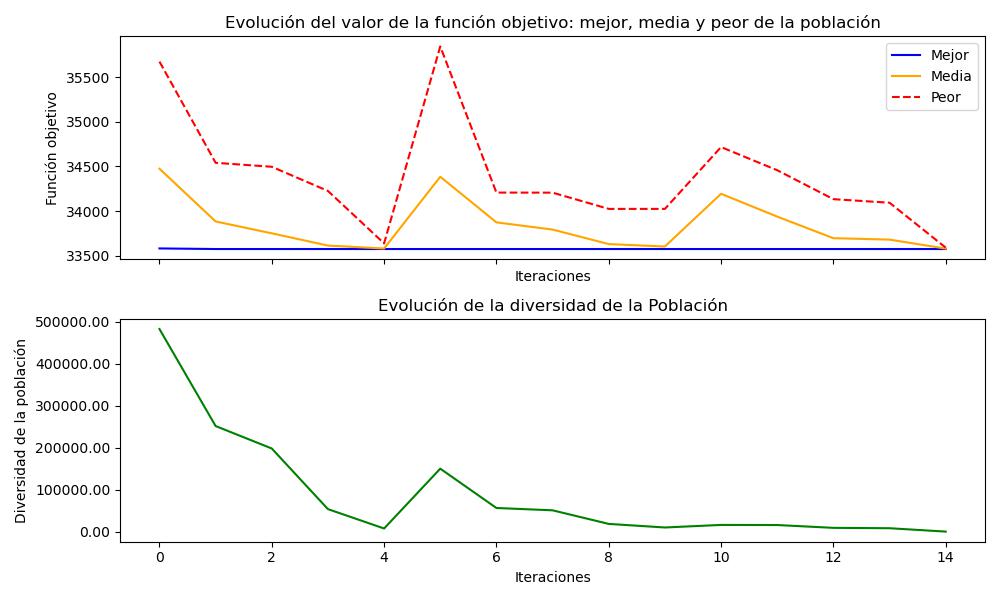 Evolución del valor de la función objetivo: mejor, media y peor de la población
Función objetivo
35500
35000
34500
34000
33500
Mejor
Media
Peor
Iteraciones
Evolución de la diversidad de la Población
Diversidad de la población
500000.00
400000.00
300000.00
200000.00
100000.00
0.00
0 2 4 6 8 10 12 14
Iteraciones